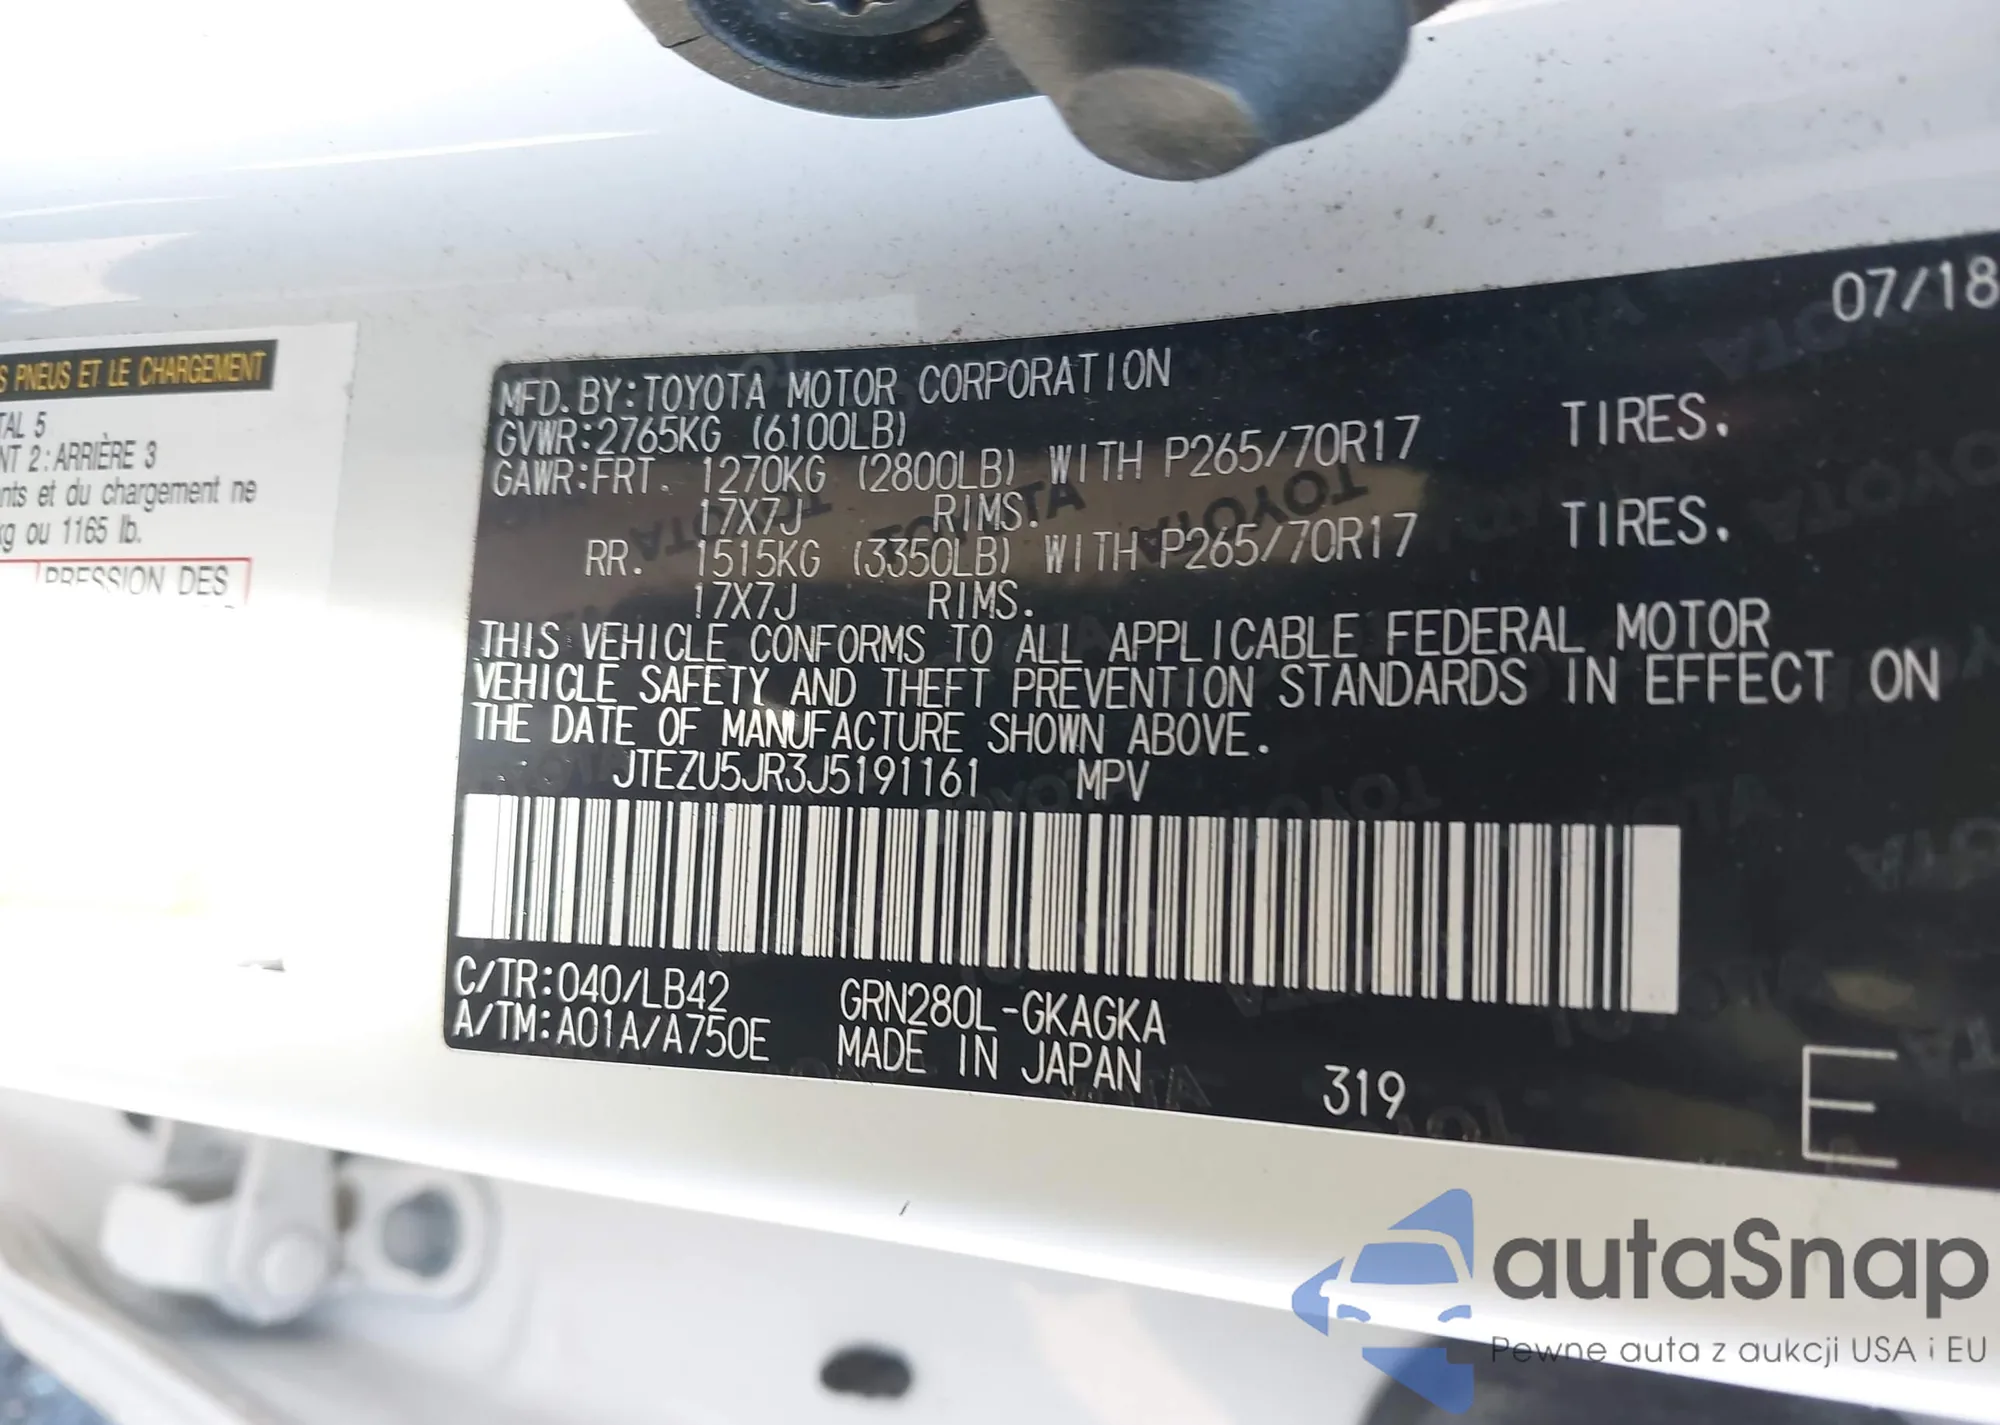 07/18
MFD. BY:TOYOTA MOTOR CORPORATION
GVWR:2765KG (6100LB)
GAWR:FRT. 1270KG (2800LB) WITH P265/70R17 TIRES.
17X7J RIMS.
RR. 1515KG (3350LB) WITH P265/70R17 TIRES.
17X7J RIMS.
THIS VEHICLE CONFORMS TO ALL APPLICABLE FEDERAL MOTOR
VEHICLE SAFETY AND THEFT PREVENTION STANDARDS IN EFFECT ON
THE DATE OF MANUFACTURE SHOWN ABOVE.
JTEZU5JR3J5191161 MPV
C/TR:040/LB42 GRN280L-GKAGKA
A/TM:A01A/A750E MADE IN JAPAN
319 E
PNEUS ET LE CHARGEMENT
5
2: ARRIÈRE 3
et du chargement ne
kg ou 1165 lb.
PRESSION DES
autaSnap
Pewne auta z aukcji USA i EU